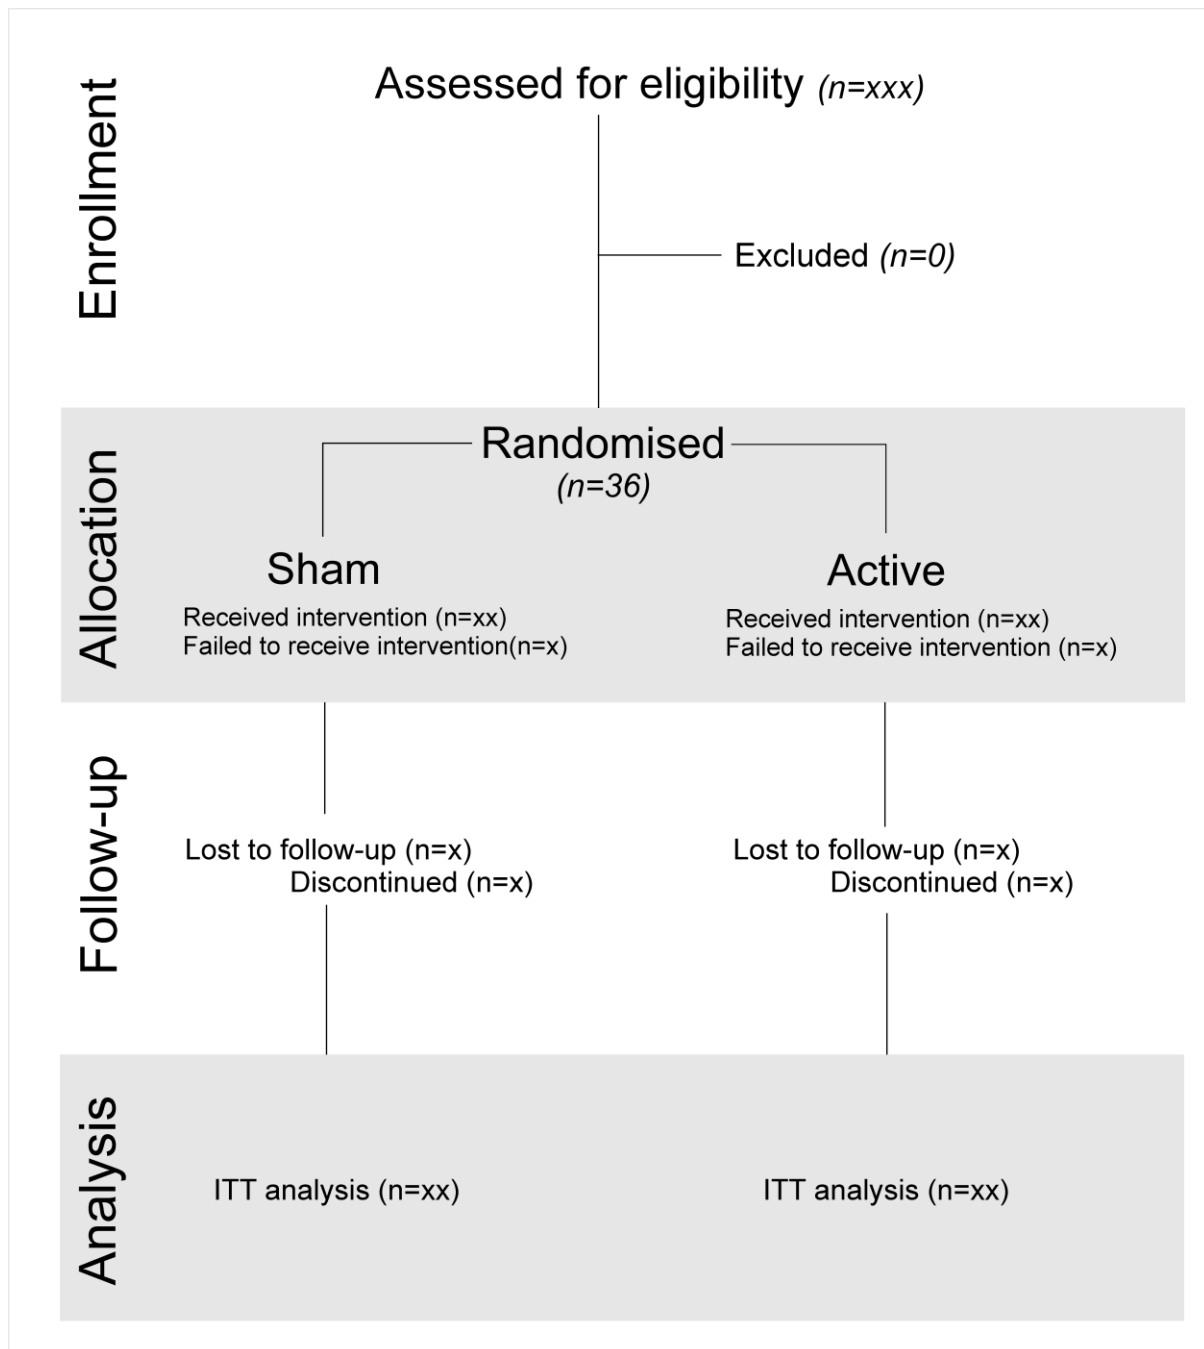 Enrollment
Assessed for eligibility (n=xxx)
Excluded (n=0)
Allocation
Randomised
(n=36)
Sham
Received intervention (n=xx)
Failed to receive intervention(n=x)
Active
Received intervention (n=xx)
Failed to receive intervention (n=x)
Follow-up
Lost to follow-up (n=x)
Discontinued (n=x)
Lost to follow-up (n=x)
Discontinued (n=x)
Analysis
ITT analysis (n=xx)
ITT analysis (n=xx)